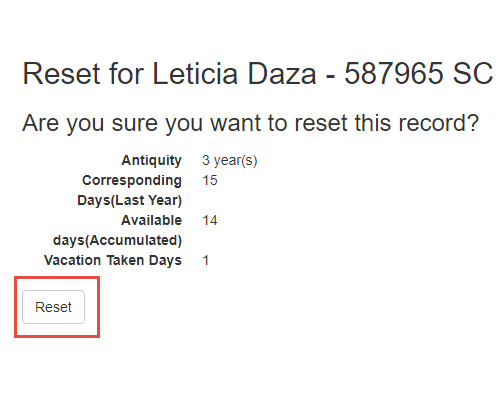 Reset for Leticia Daza - 587965 SC
Are you sure you want to reset this record?
Antiquity 3 year(s)
Corresponding 15
Days(Last Year)
Available 14
days(Accumulated)
Vacation Taken Days 1
Reset